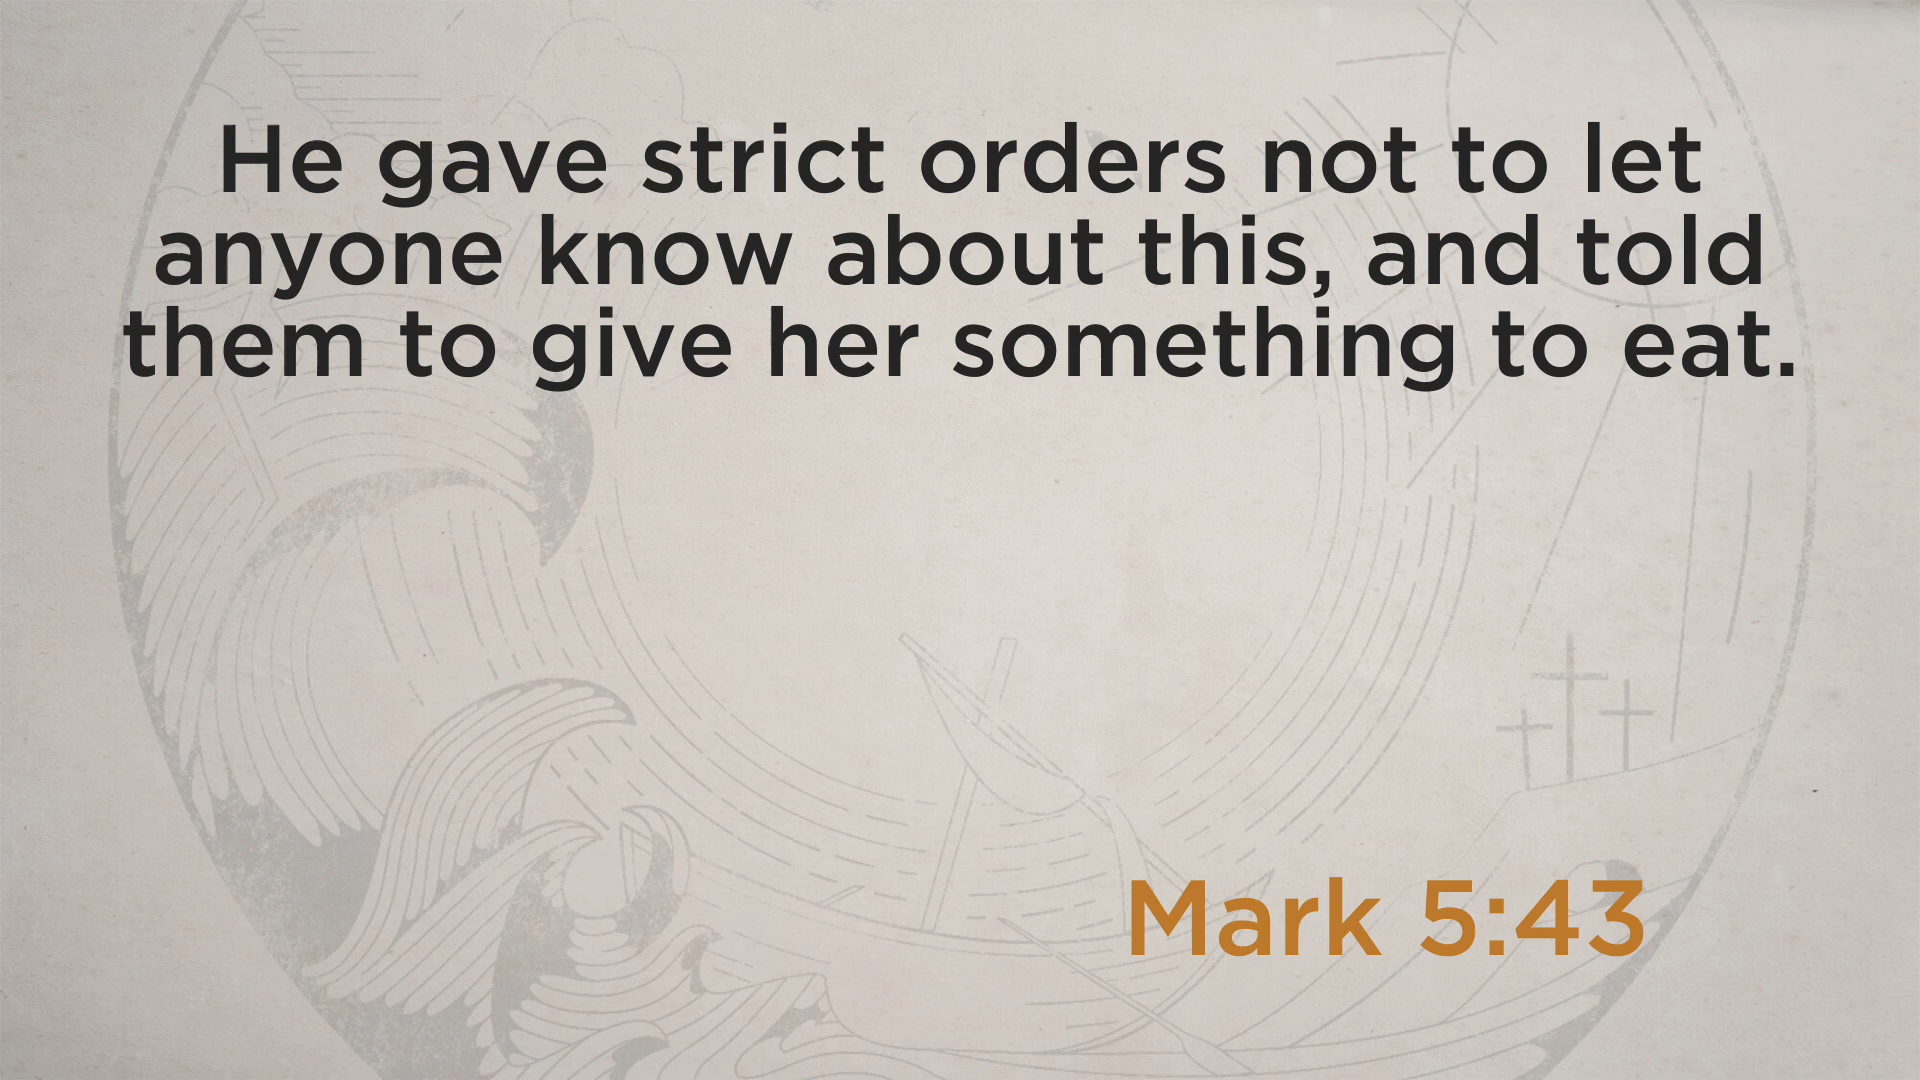 He gave strict orders not to let
anyone know about this, and told
them to give her something to eat.
Mark 5:43